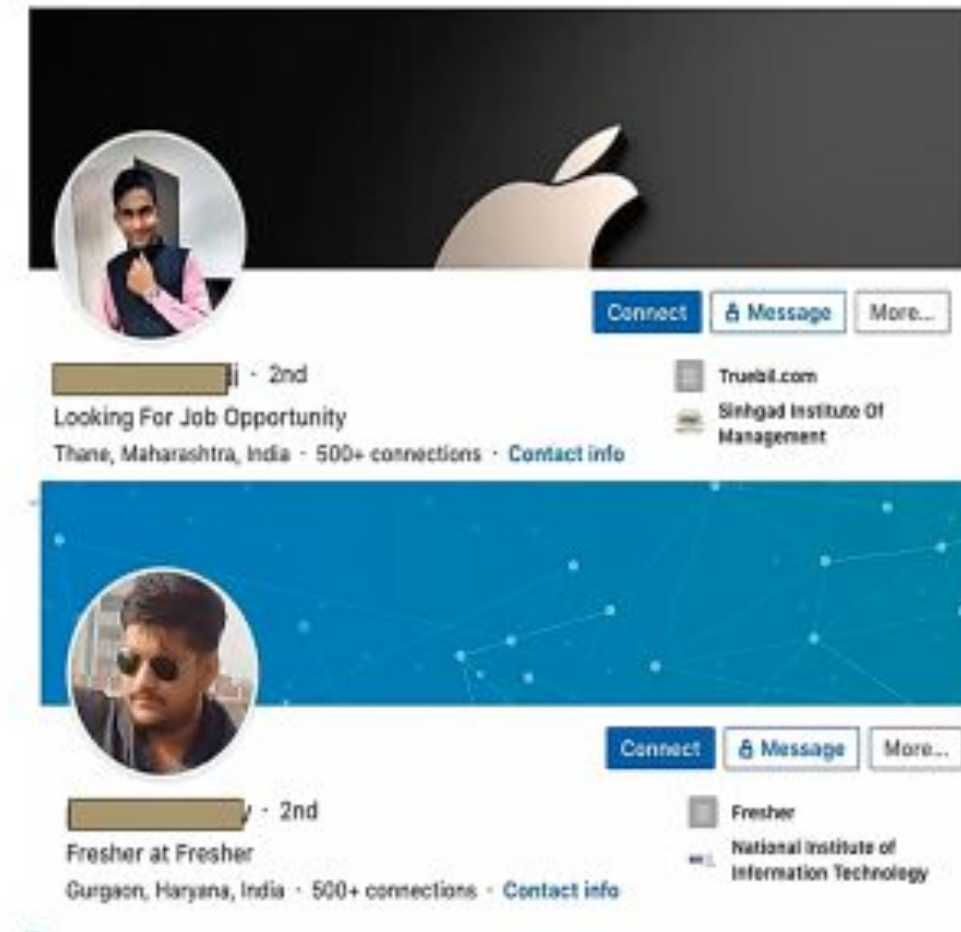 Connect
Message
More...
· 2nd
Looking For Job Opportunity
Thane, Maharashtra, India · 500+ connections · Contact info
Truebil.com
Sinhgad Institute Of
Management
Connect
Message
More...
· 2nd
Fresher at Fresher
Gurgaon, Haryana, India · 500+ connections · Contact info
Fresher
National Institute of
Information Technology